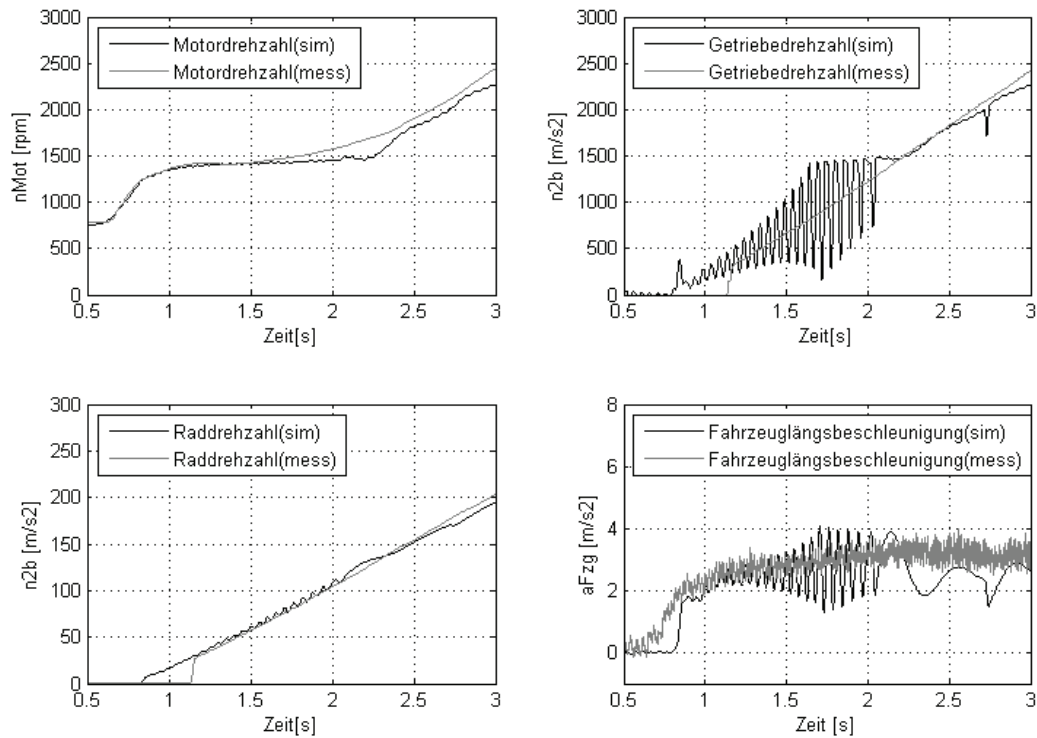 3000
2500
2000
1500
1000
500
0
nMot [rpm]
Motordrehzahl(sim)
Motordrehzahl(mess)
0.5 1 1.5 2 2.5 3
Zeit[s]
3000
2500
2000
1500
1000
500
0
n2b [m/s2]
Getriebedrehzahl(sim)
Getriebedrehzahl(mess)
0.5 1 1.5 2 2.5 3
Zeit[s]
300
250
200
150
100
50
0
n2b [m/s2]
Raddrehzahl(sim)
Raddrehzahl(mess)
0.5 1 1.5 2 2.5 3
Zeit[s]
8
6
4
2
0
aFzg [m/s2]
Fahrzeuglängsbeschleunigung(sim)
Fahrzeuglängsbeschleunigung(mess)
0.5 1 1.5 2 2.5 3
Zeit [s]